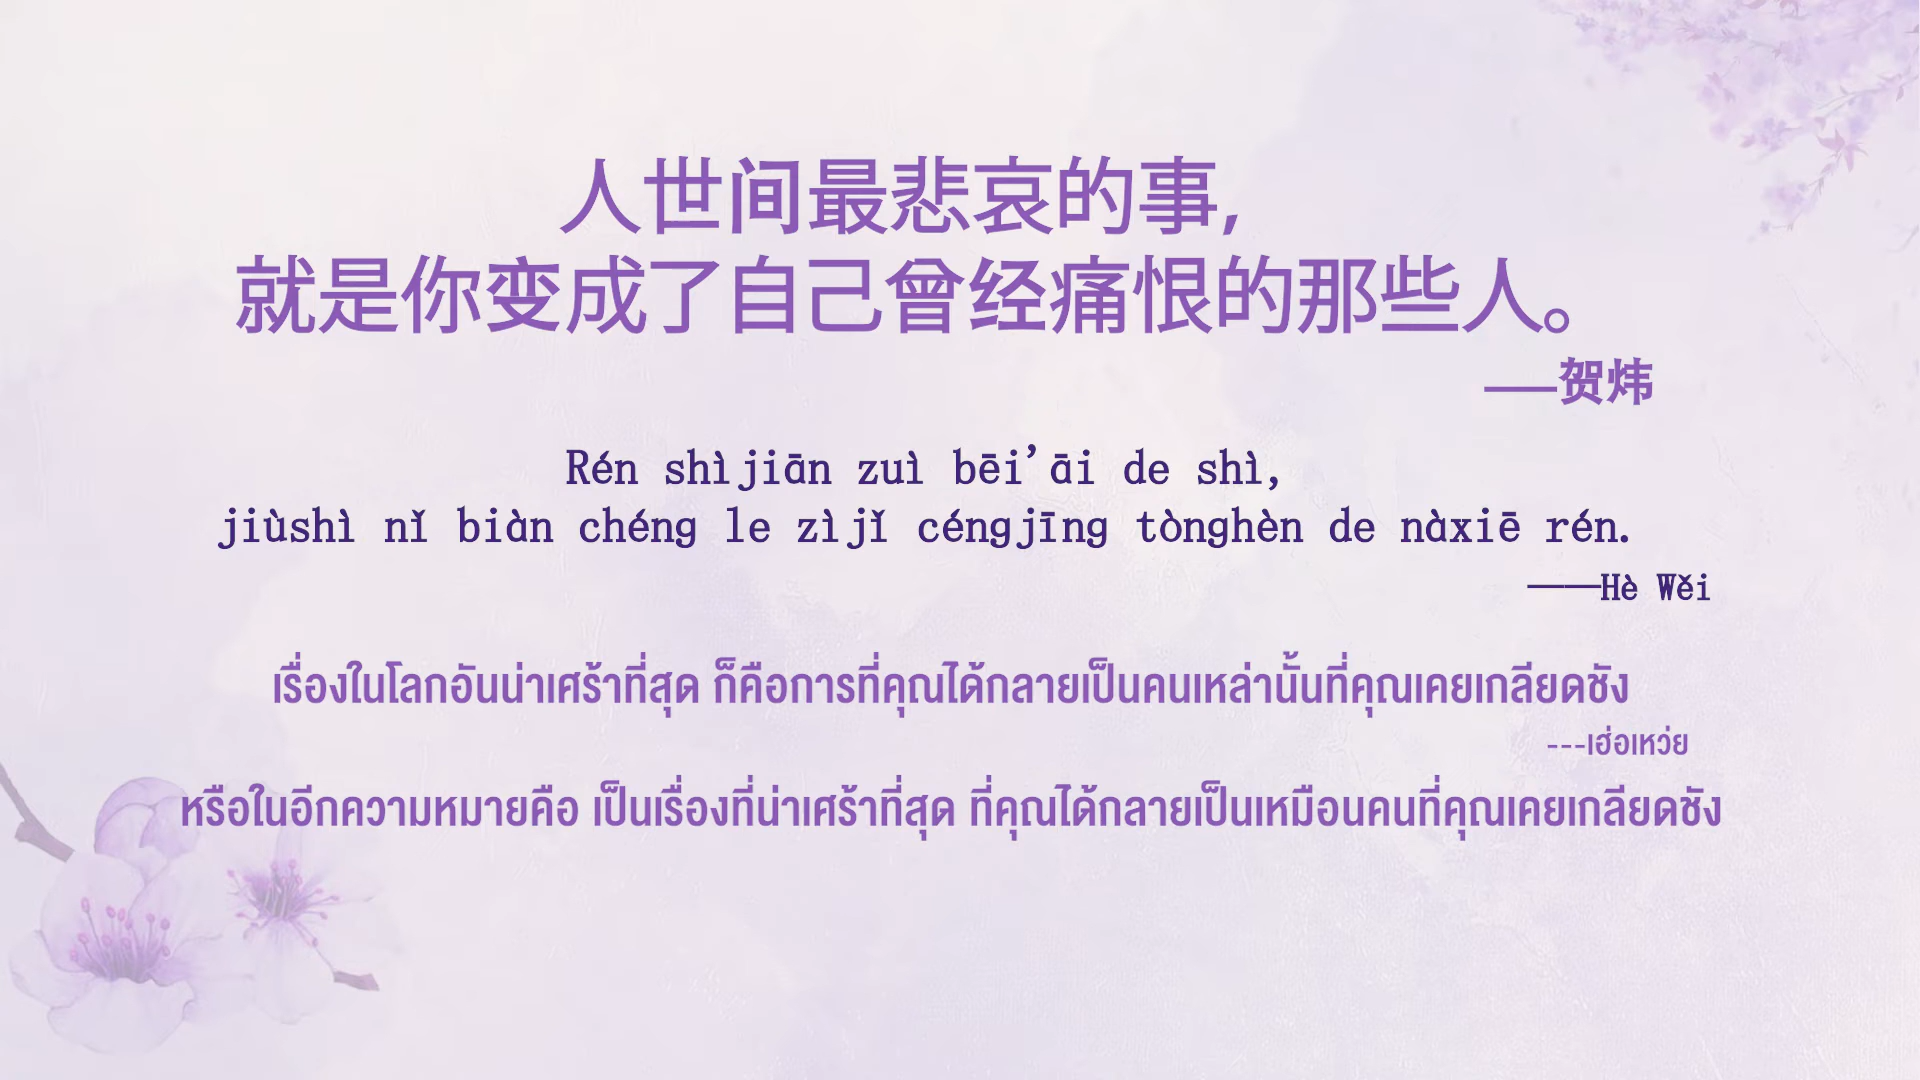 人世间最悲哀的事,
就是你变成了自己曾经痛恨的那些人。
——贺炜
Rén shìjiān zuì bēi’āi de shì,
jiùshì nǐ biàn chéng le zìjǐ céngjīng tònghèn de nàxiē rén.
——Hè Wěi
เรื่องในโลกอันน่าเศร้าที่สุด ก็คือการที่คุณได้กลายเป็นคนเหล่านั้นที่คุณเคยเกลียดชัง
---เฮ่อเหว่ย
หรือในอีกความหมายคือ เป็นเรื่องที่น่าเศร้าที่สุด ที่คุณได้กลายเป็นเหมือนคนที่คุณเคยเกลียดชัง